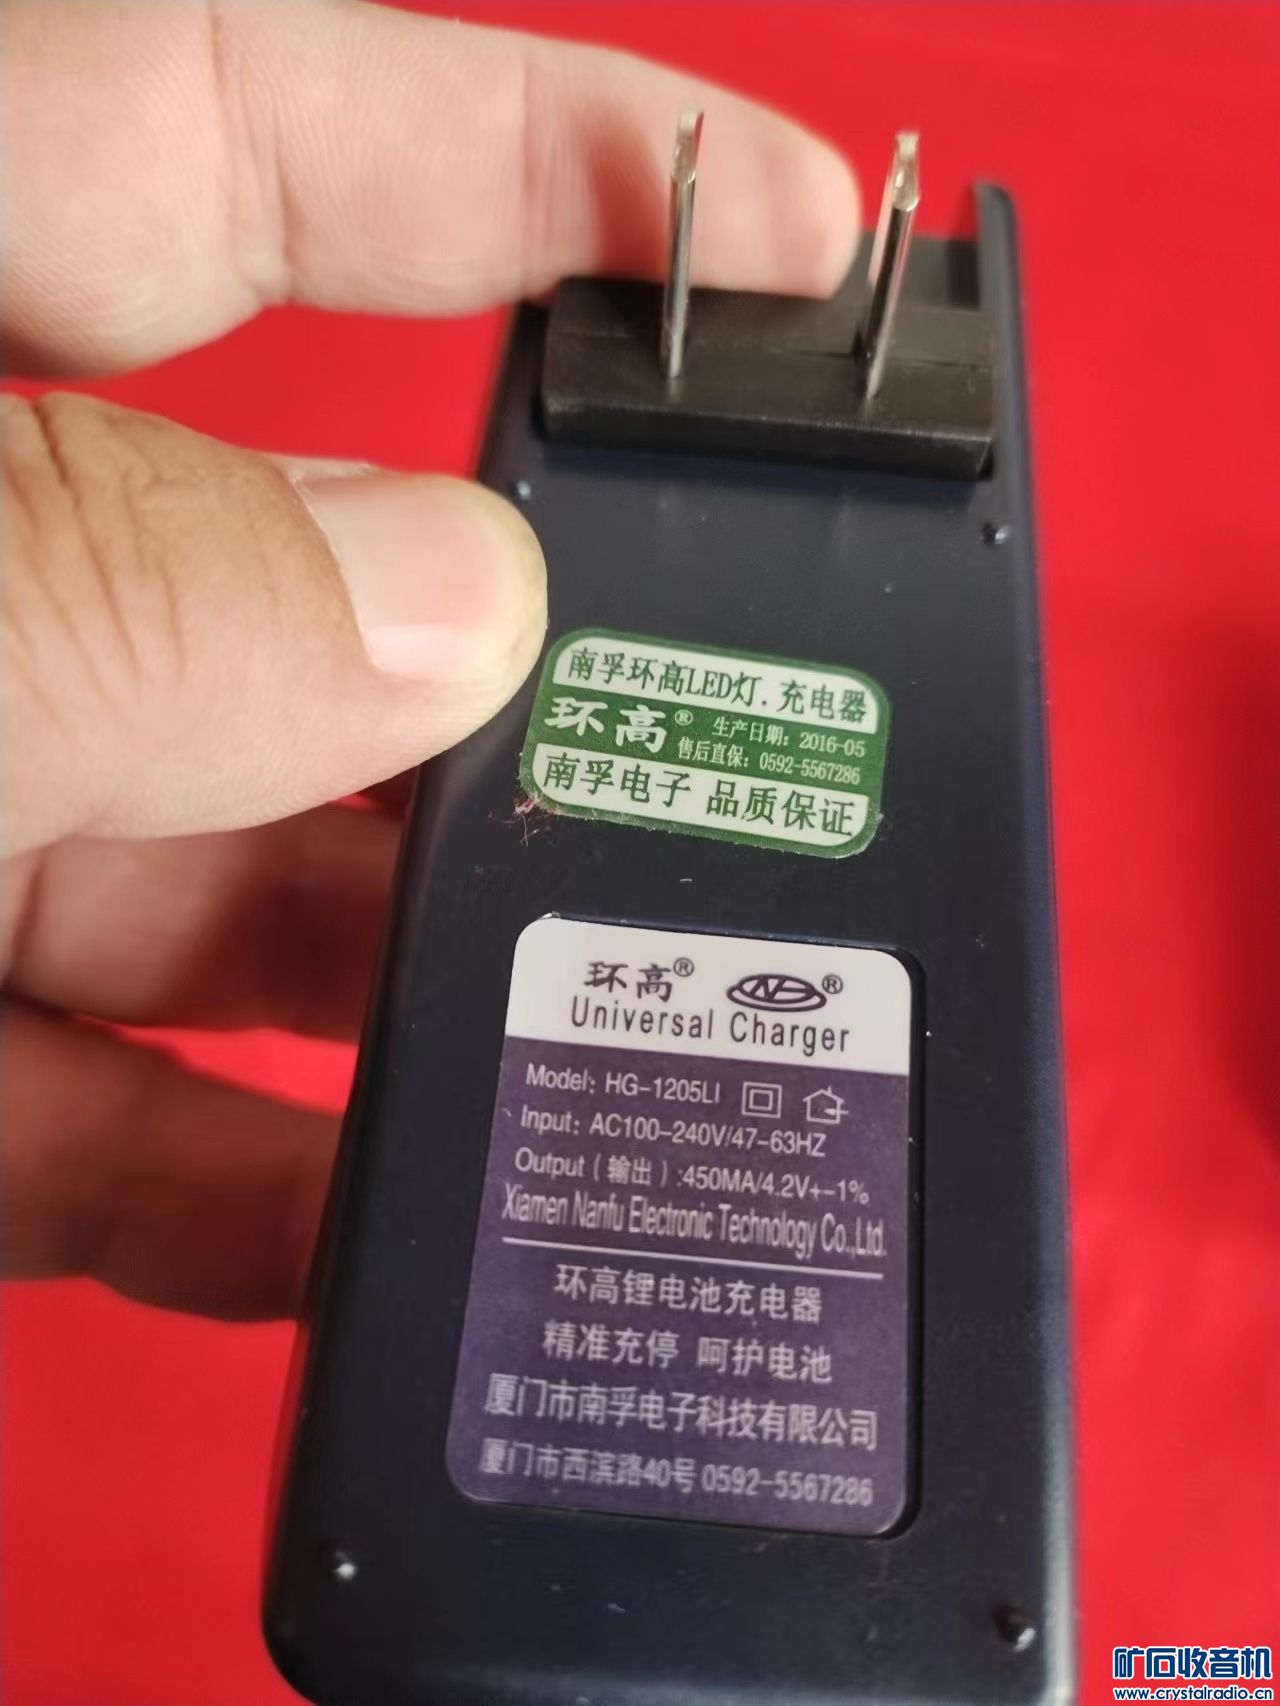 南孚环高LED灯.充电器
环高® 生产日期：2016-05
售后直保：0592-5567286
南孚电子 品质保证
环高® NF®
Universal Charger
Model: HG-1205LI
Input: AC100-240V/47-63HZ
Output（输出）:450MA/4.2V+-1%
Xiamen Nanfu Electronic Technology Co.,Ltd.
环高锂电池充电器
精准充停 呵护电池
厦门市南孚电子科技有限公司
厦门市西滨路40号 0592-5567286
矿石收音机
www.crystalradio.cn